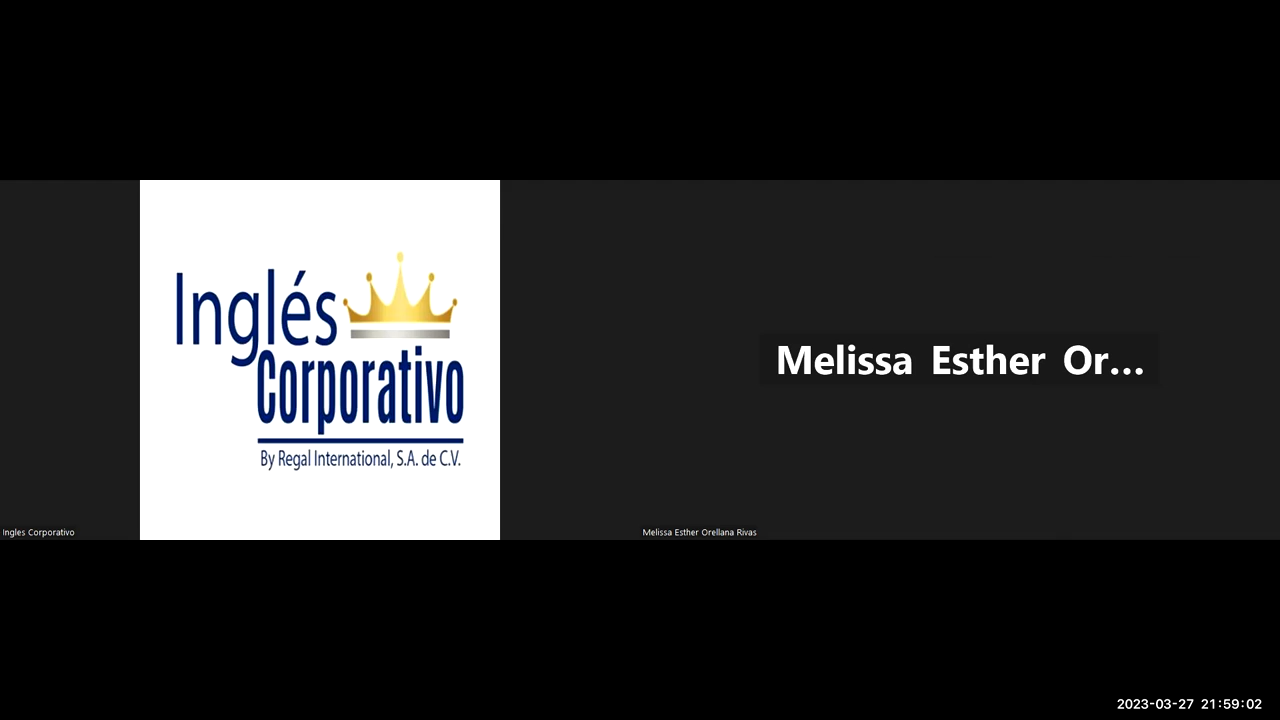 Inglés
Corporativo
By Regal International, S.A. de C.V.
Melissa Esther Or...
Ingles Corporativo
Melissa Esther Orellana Rivas
2023-03-27 21:59:02